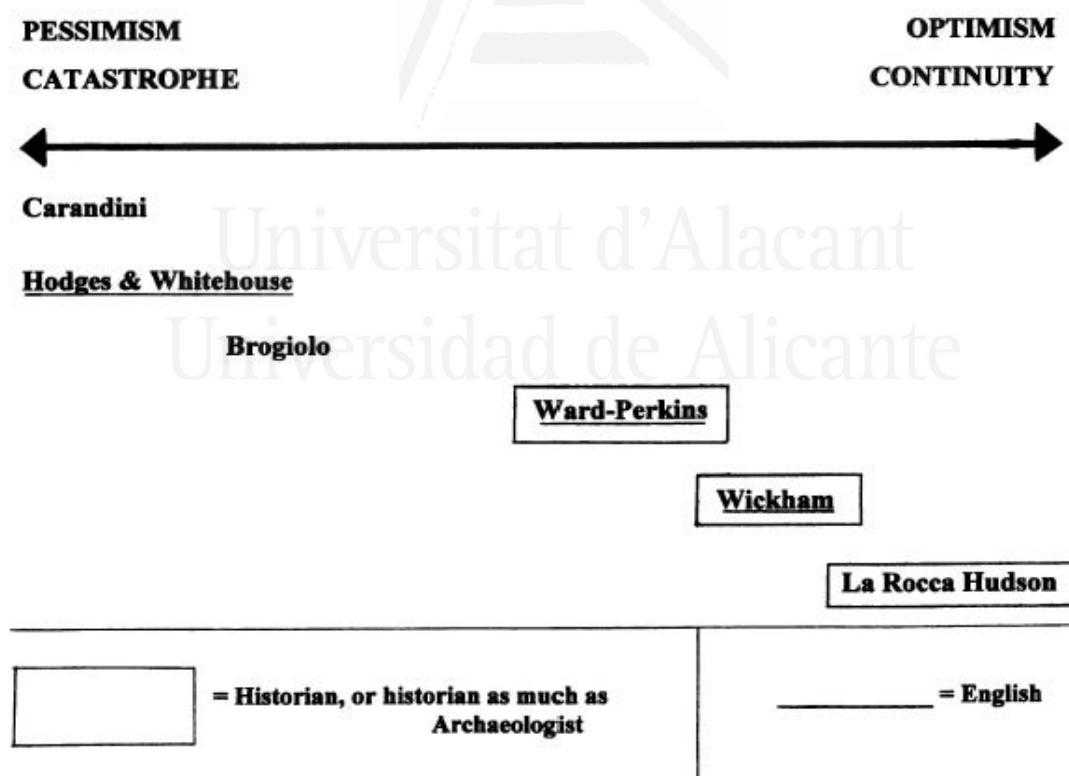 PESSIMISM
OPTIMISM
CATASTROPHE
CONTINUITY
Carandini
Universitat d'Alacant
Hodges & Whitehouse
Universidad de Alicante
Brogiolo
Ward-Perkins
Wickham
La Rocca Hudson
= Historian, or historian as much as
Archaeologist
= English